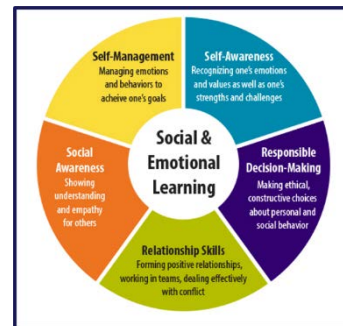 Social &
Emotional
Learning
Self-Management
Managing emotions
and behaviors to
acheive one's goals
Self-Awareness
Recognizing one's emotions
and values as well as one's
strengths and challenges
Responsible
Decision-Making
Making ethical,
constructive choices
about personal and
social behavior
Relationship Skills
Forming positive relationships,
working in teams, dealing effectively
with conflict
Social
Awareness
Showing
understanding
and empathy
for others